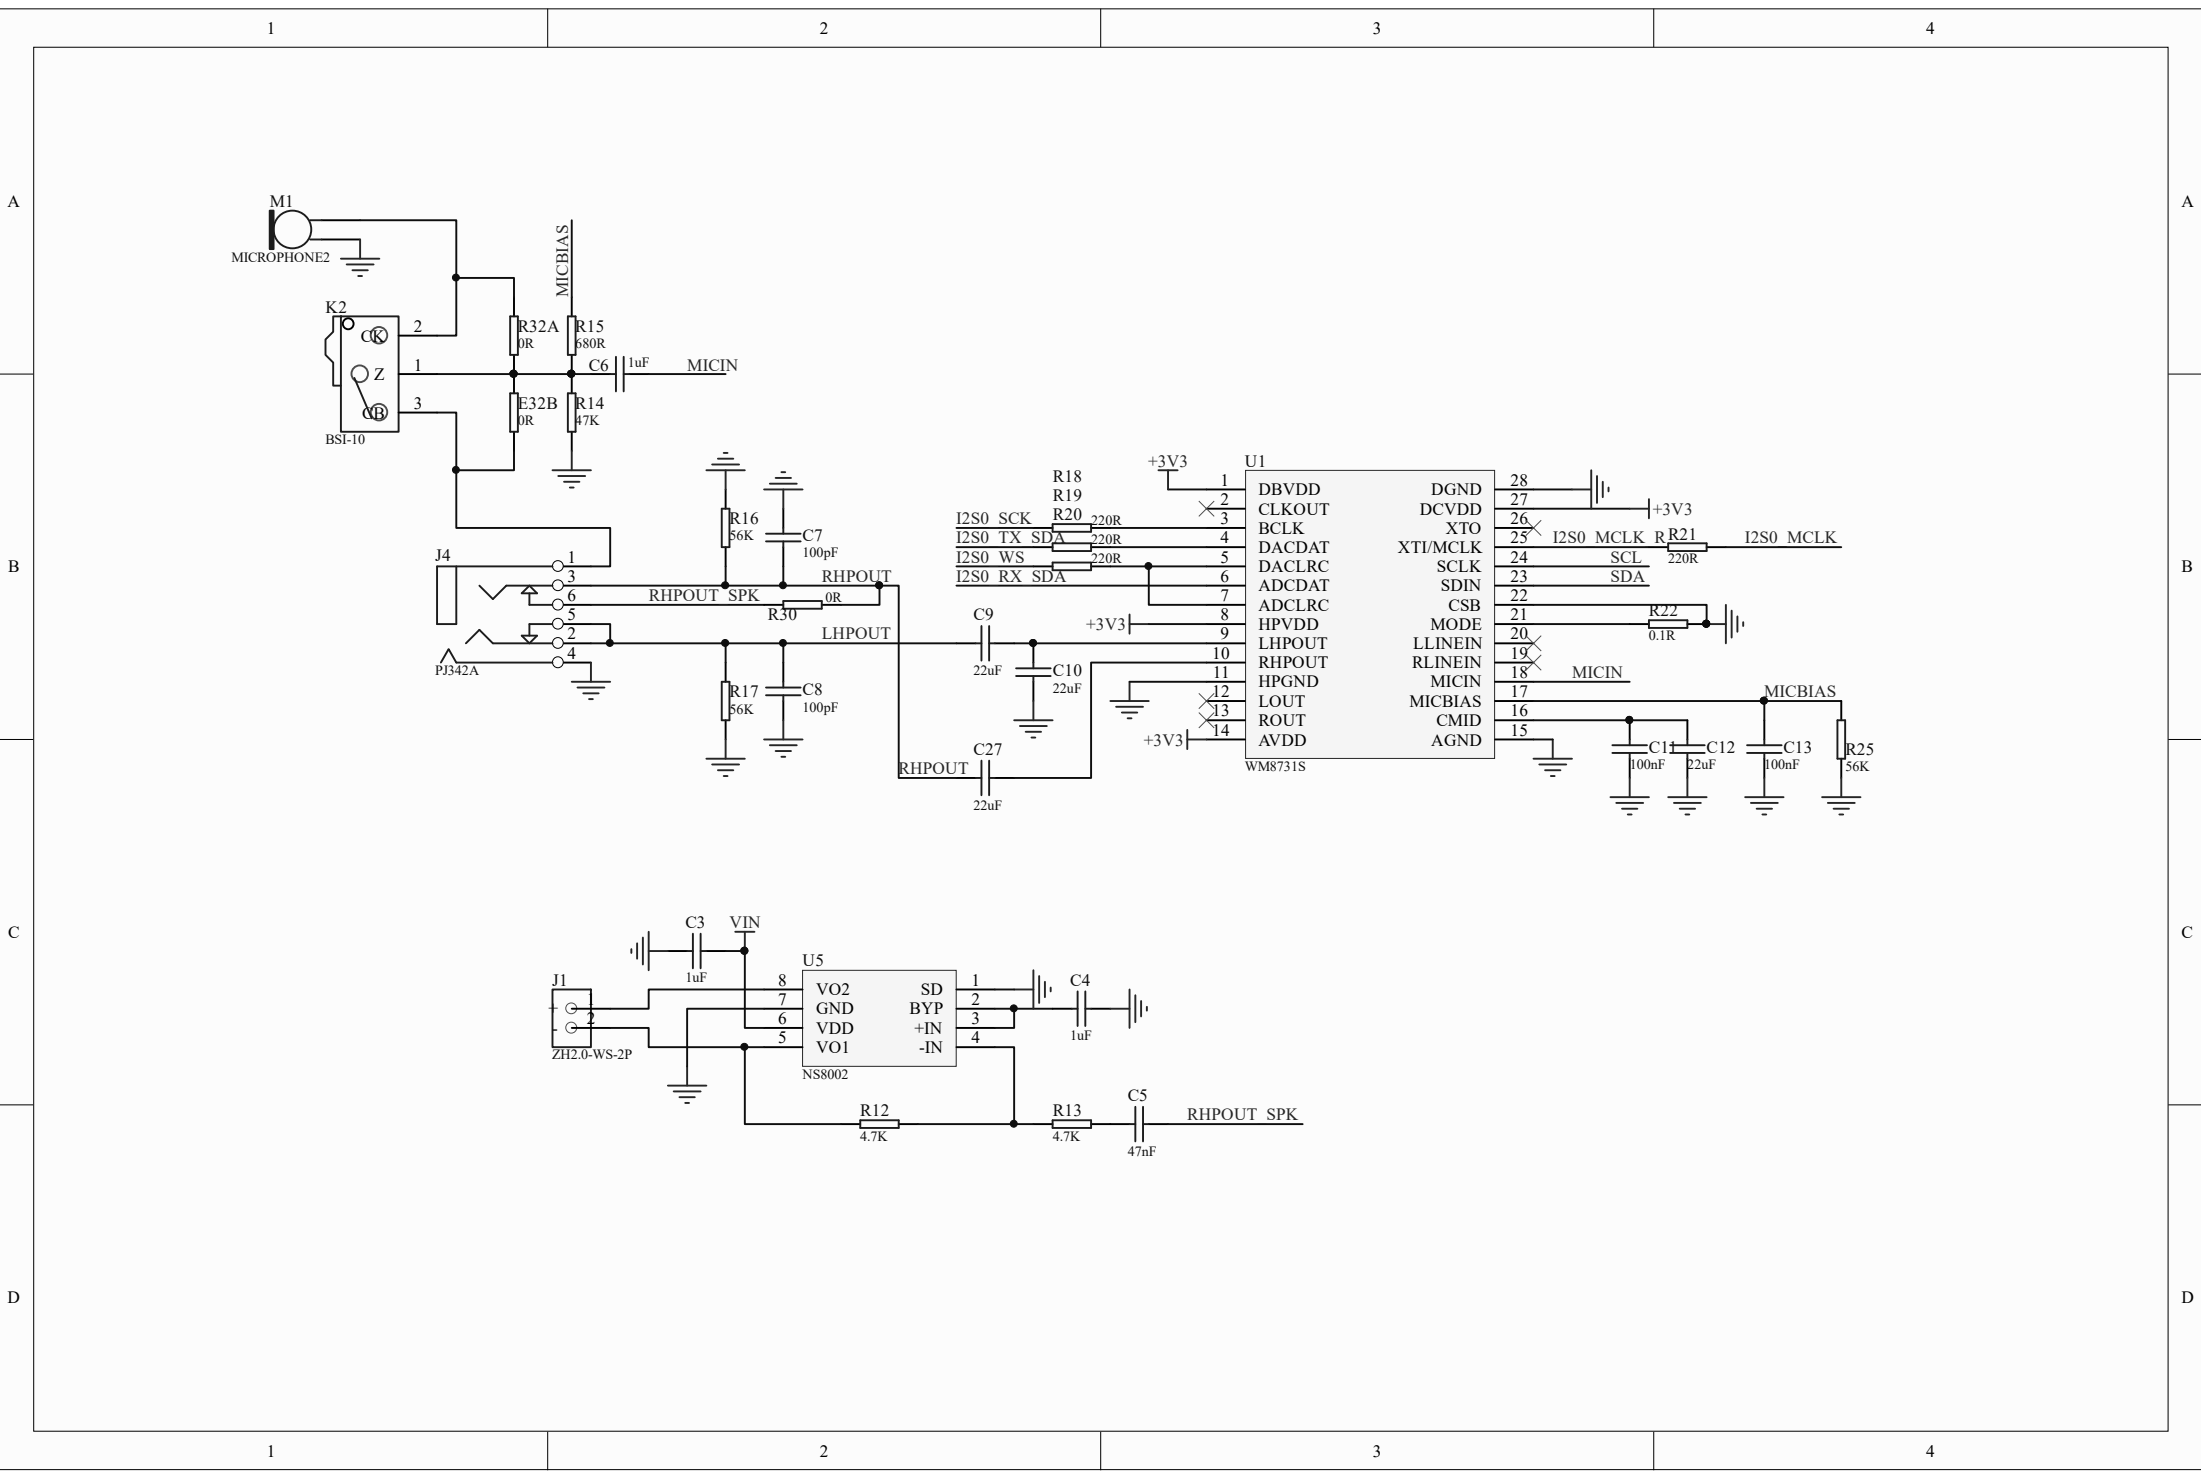 1 2 3 4
A A
M1
MICROPHONE2
MICBIAS
K2
CK 2
R32A R15
0R 680R
Z 1
C6 1uF MICIN
CB 3
E32B R14
0R 47K
BSI-10
R16
56K
C7
100pF
J4
B B
1
3 RHPOUT
6 RHPOUT_SPK 0R
R30
5
2 LHPOUT
4
PJ342A
R17
56K
C8
100pF
C9
22uF
C10
22uF
RHPOUT C27
22uF
+3V3 U1
R18
R19
R20
I2S0_SCK 220R
I2S0_TX_SDA 220R
I2S0_WS 220R
I2S0_RX_SDA
+3V3
+3V3
1 DBVDD DGND 28
2 CLKOUT DCVDD 27 +3V3
3 BCLK XTO 26
4 DACDAT XTI/MCLK 25 I2S0_MCLK_R R21 I2S0_MCLK
220R
5 DACLRC SCLK 24 SCL
6 ADCDAT SDIN 23 SDA
7 ADCLRC CSB 22
8 HPVDD MODE 21 R22
0.1R
9 LHPOUT LLINEIN 20
10 RHPOUT RLINEIN 19
11 HPGND MICIN 18 MICIN
12 LOUT MICBIAS 17 MICBIAS
13 ROUT CMID 16
14 AVDD AGND 15
WM8731S
C11 C12 C13 R25
100nF 22uF 100nF 56K
C C
C3 VIN
1uF
U5
J1
+ 1
- 2
ZH2.0-WS-2P
8 VO2 SD 1
7 GND BYP 2
6 VDD +IN 3
5 VO1 -IN 4
NS8002
C4
1uF
R12 R13 C5 RHPOUT_SPK
4.7K 4.7K 47nF
D D
1 2 3 4